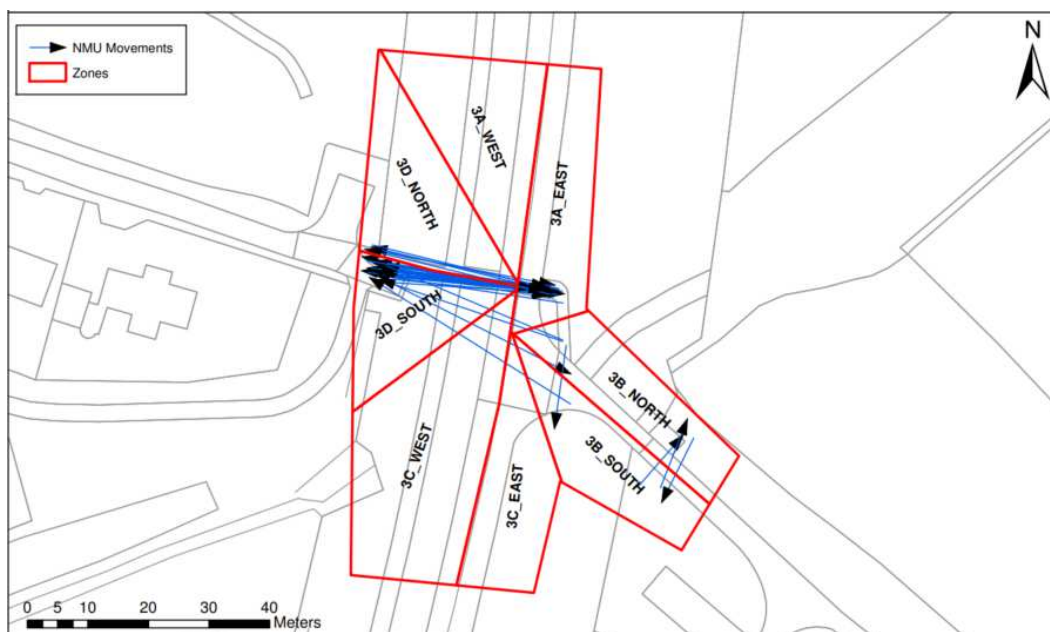 NMU Movements
Zones
N
3A_WEST
3D_NORTH
3A_EAST
3D_SOUTH
3B_NORTH
3B_SOUTH
3C_WEST
3C_EAST
0 5 10 20 30 40
Meters